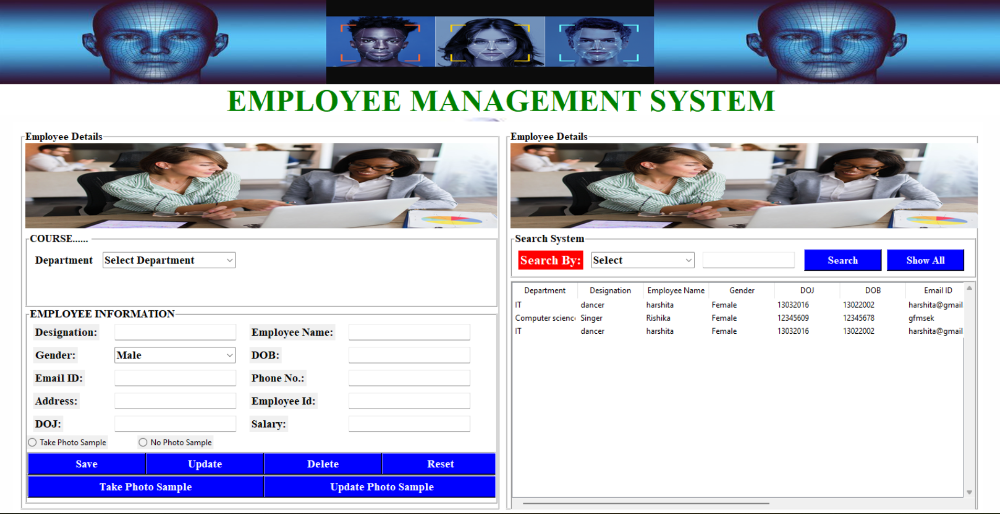 EMPLOYEE MANAGEMENT SYSTEM
Employee Details
COURSE......
Department Select Department
EMPLOYEE INFORMATION
Designation: Employee Name:
Gender: Male DOB:
Email ID: Phone No.:
Address: Employee Id:
DOJ: Salary:
Take Photo Sample No Photo Sample
Save Update Delete Reset
Take Photo Sample Update Photo Sample
Employee Details
Search System
Search By: Select Search Show All
Department Designation Employee Name Gender DOJ DOB Email ID
IT dancer harshita Female 13032016 13022002 harshita@gmail
Computer scienc Singer Rishika Female 12345609 12345678 gfmsek
IT dancer harshita Female 13032016 13022002 harshita@gmail